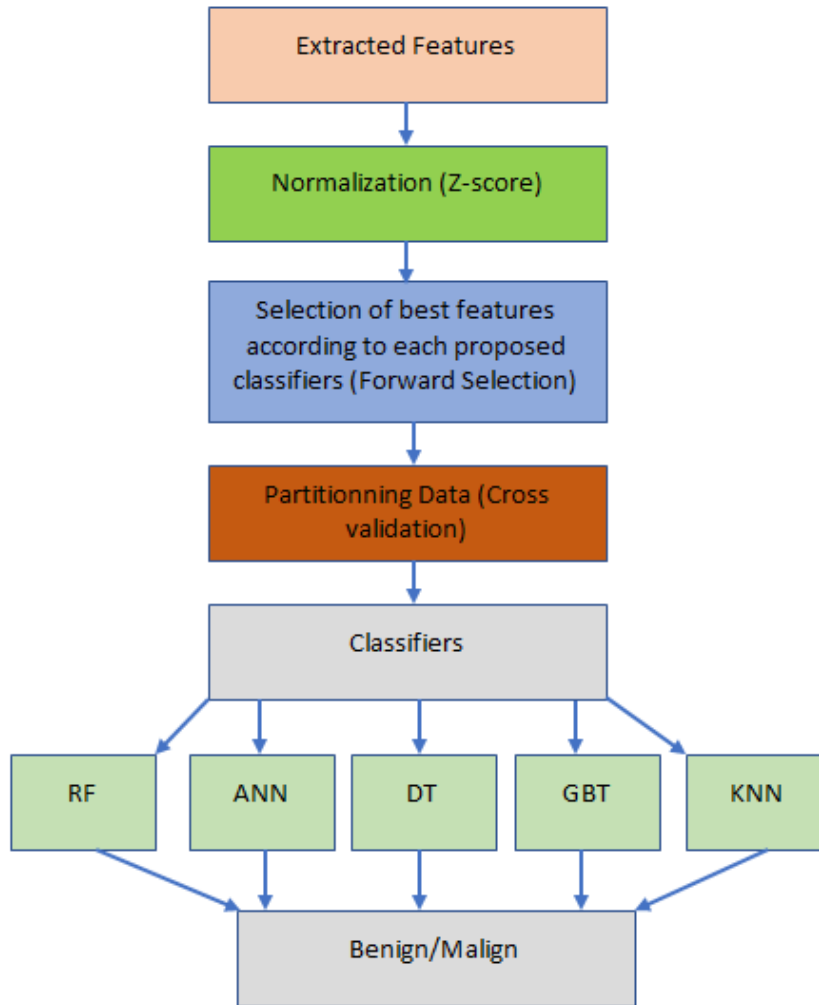 Extracted Features
Normalization (Z-score)
Selection of best features
according to each proposed
classifiers (Forward Selection)
Partitionning Data (Cross
validation)
Classifiers
RF
ANN
DT
GBT
KNN
Benign/Malign